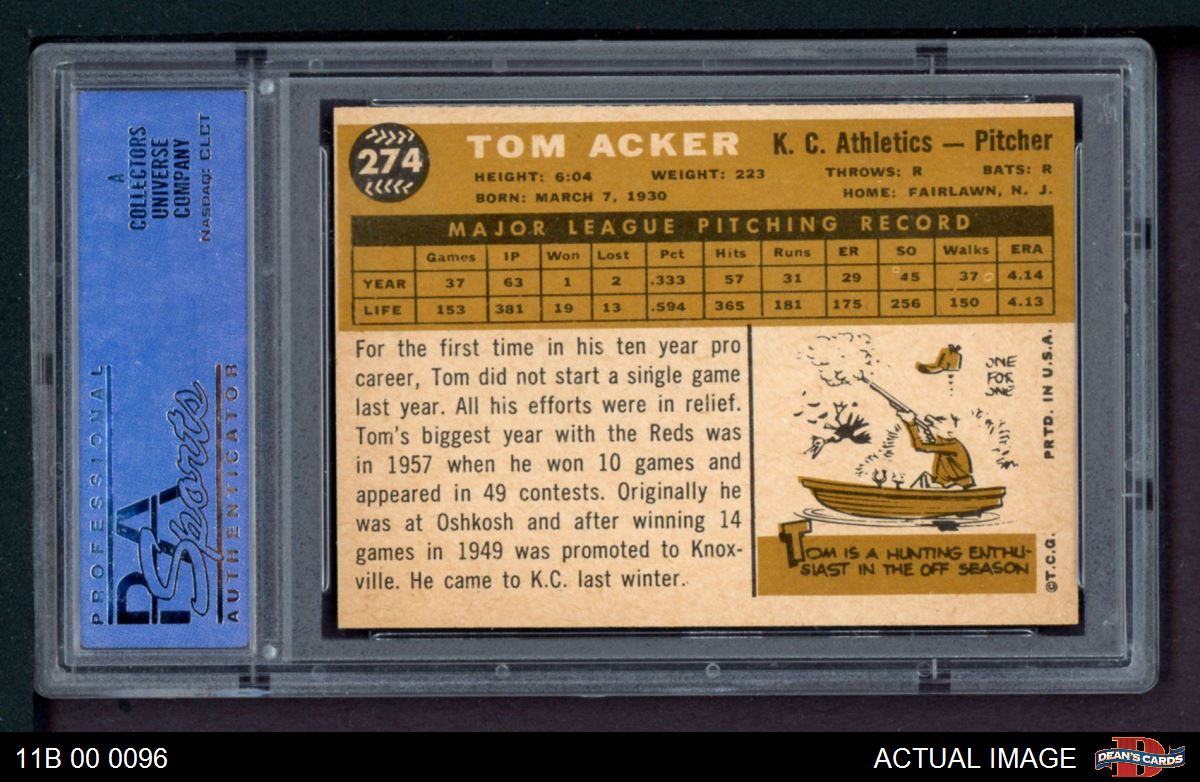 A
COLLECTORS
UNIVERSE
COMPANY
NASDAQ: CLCT
PROFESSIONAL
PSA
Sports
AUTHENTICATOR
274
TOM ACKER K. C. Athletics — Pitcher
HEIGHT: 6:04 WEIGHT: 223 THROWS: R BATS: R
BORN: MARCH 7, 1930 HOME: FAIRLAWN, N. J.
MAJOR LEAGUE PITCHING RECORD
Games IP Won Lost Pct Hits Runs ER SO Walks ERA
YEAR 37 63 1 2 .333 57 31 29 45 37 4.14
LIFE 153 381 19 13 .594 365 181 175 256 150 4.13
For the first time in his ten year pro
career, Tom did not start a single game
last year. All his efforts were in relief.
Tom's biggest year with the Reds was
in 1957 when he won 10 games and
appeared in 49 contests. Originally he
was at Oshkosh and after winning 14
games in 1949 was promoted to Knox-
ville. He came to K.C. last winter.
ONE
FOR
ONE
TOM IS A HUNTING ENTHU-
SIAST IN THE OFF SEASON
©T.C.G. PRTD. IN U.S.A.
11B 00 0096 ACTUAL IMAGE
D
DEAN'S CARDS